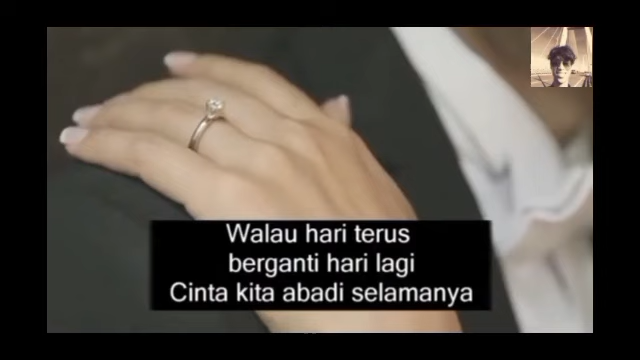 Walau hari terus
berganti hari lagi
Cinta kita abadi selamanya